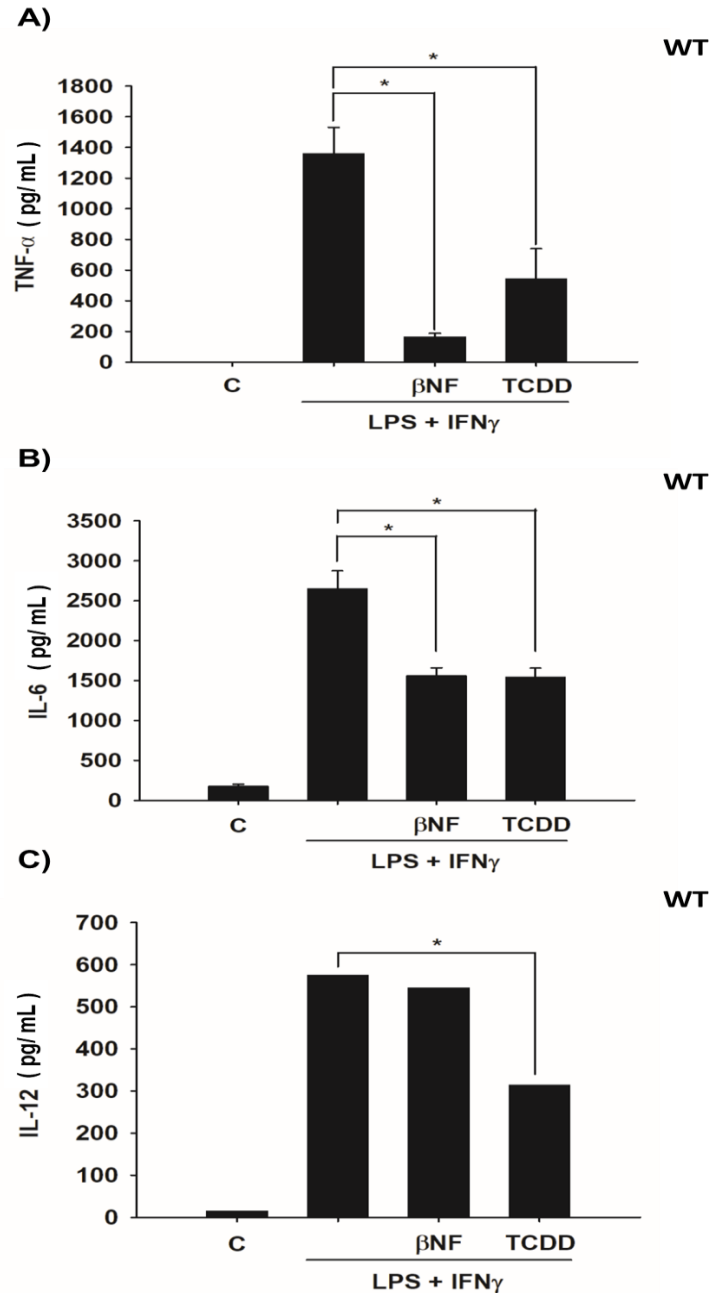 A)
WT
*
*
1800
1600
1400
1200
1000
800
600
400
200
0
TNF-α ( pg/ mL )
C βNF TCDD
LPS + IFNγ
B)
WT
*
*
3500
3000
2500
2000
1500
1000
500
0
IL-6 ( pg/ mL )
C βNF TCDD
LPS + IFNγ
C)
WT
*
700
600
500
400
300
200
100
0
IL-12 ( pg/ mL )
C βNF TCDD
LPS + IFNγ